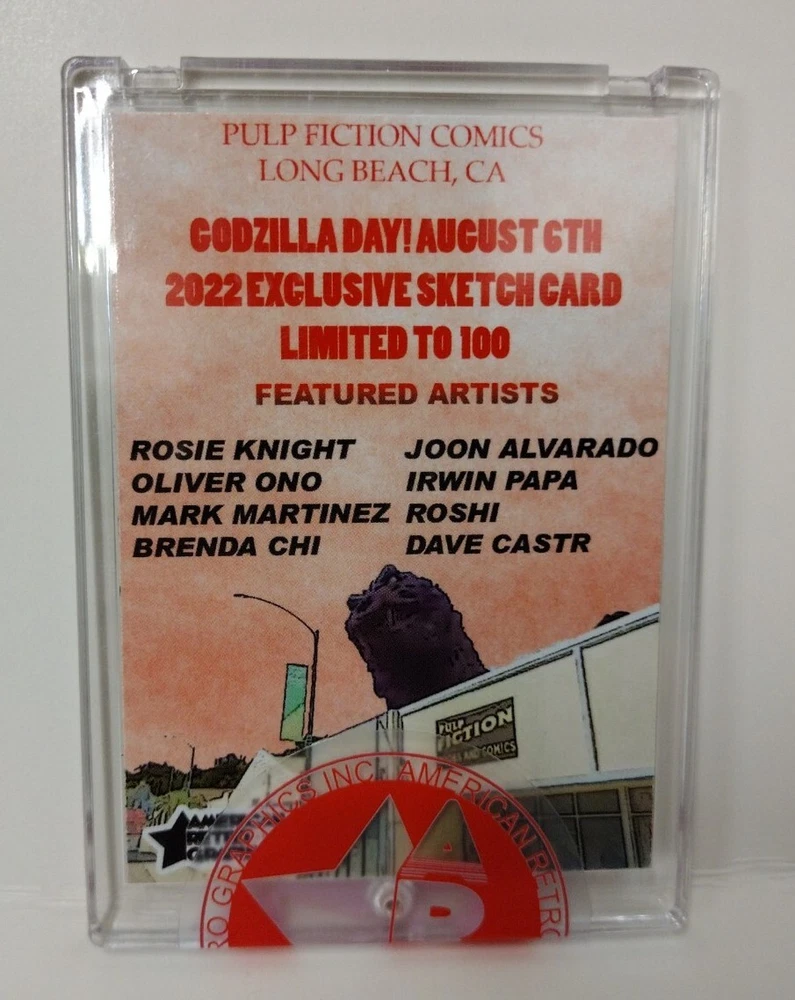 PULP FICTION COMICS
LONG BEACH, CA
GODZILLA DAY! AUGUST 6TH
2022 EXCLUSIVE SKETCH CARD
LIMITED TO 100
FEATURED ARTISTS
ROSIE KNIGHT JOON ALVARADO
OLIVER ONO IRWIN PAPA
MARK MARTINEZ ROSHI
BRENDA CHI DAVE CASTR
PULP
FICTION
AND COMICS
RO GRAPHICS INC. AMERICAN RETRO
A
R